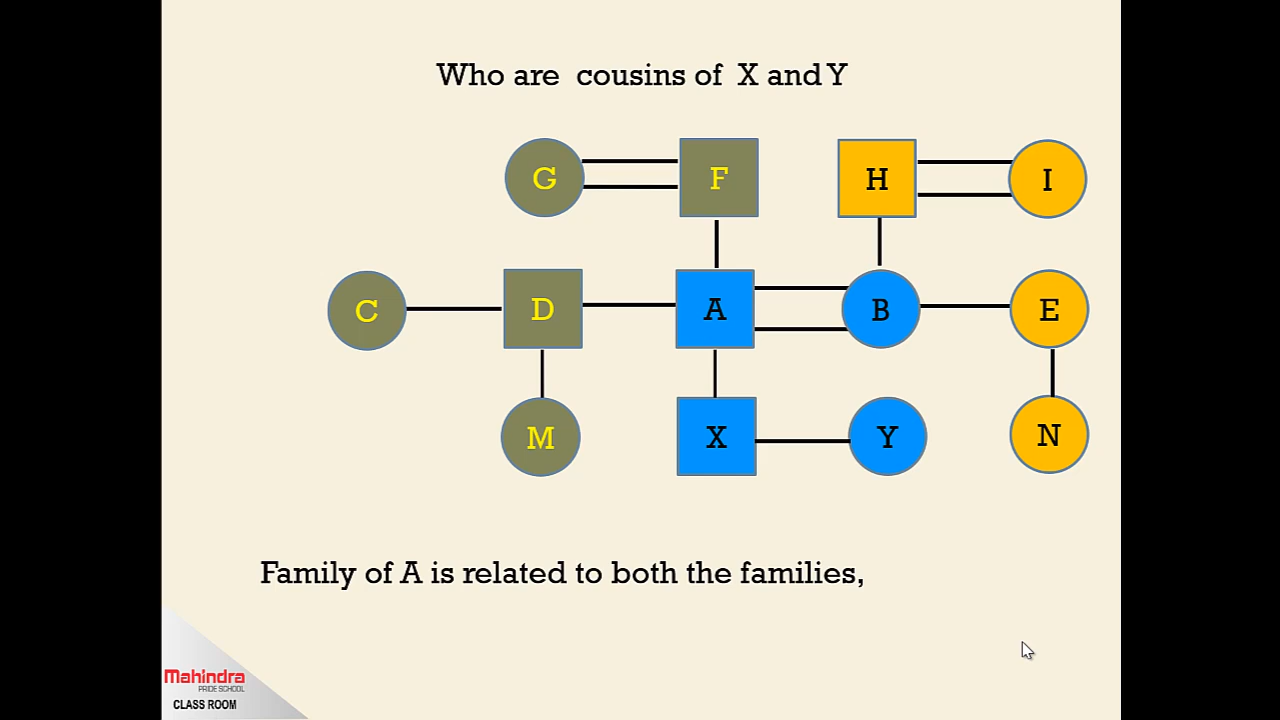 Who are cousins of X and Y
G F H I
C D A B E
M X Y N
Family of A is related to both the families,
Mahindra
PRIDE SCHOOL
CLASS ROOM